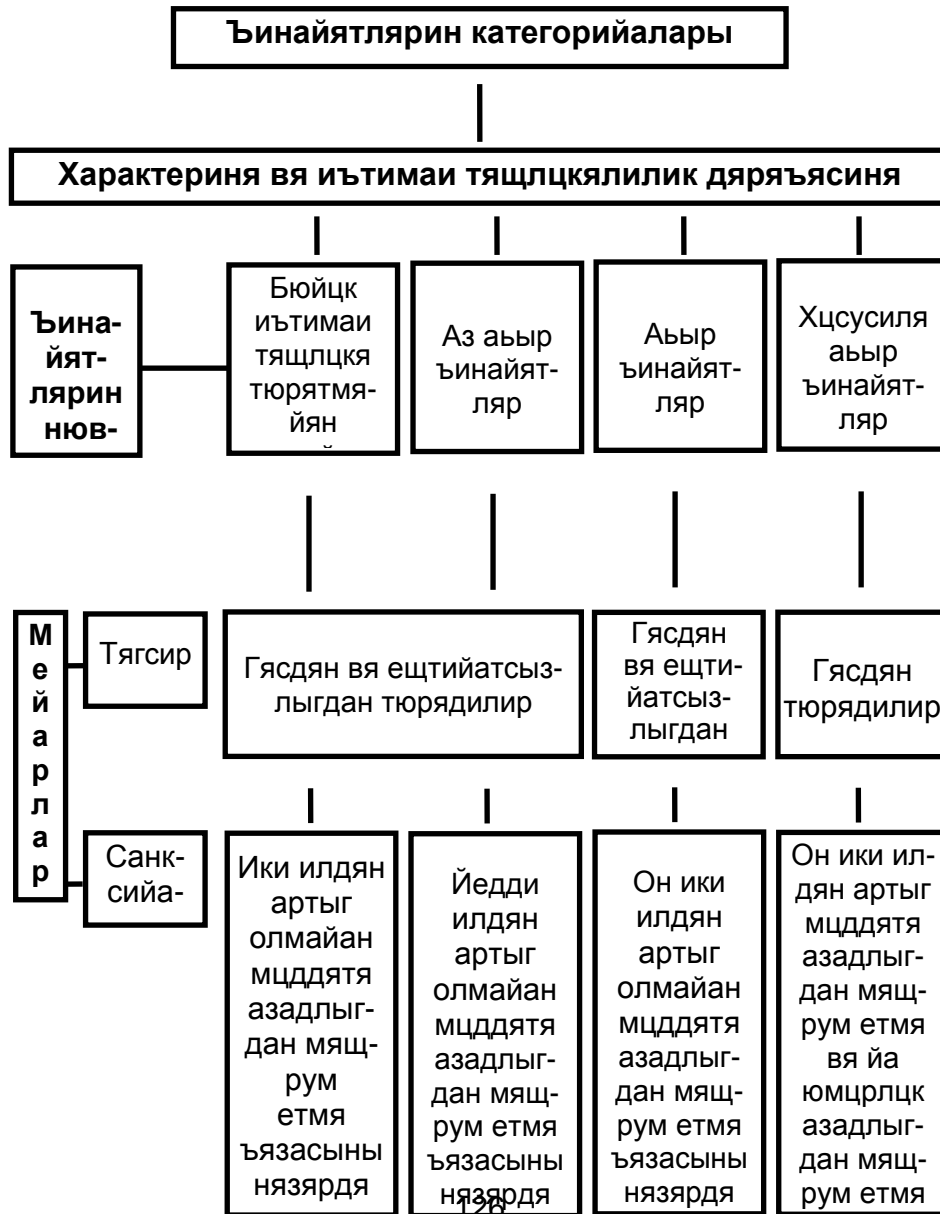 Ъинайятлярин категорийалары
Характериня вя иътимаи тящлцкялилик дяряъясиня
Ъина-
йят-
лярин
нюв-
Бюйцк
иътимаи
тящлцкя
тюрятмя-
йян
Аз аьыр
ъинайят-
ляр
Аьыр
ъинайят-
ляр
Хцсусиля
аьыр
ъинайят-
ляр
М
е
й
а
р
л
а
р
Тягсир
Гясдян вя ещтийатсыз-
лыгдан тюрядилир
Гясдян
вя ещти-
йатсыз-
лыгдан
Гясдян
тюрядилир
Санк-
сийа-
Ики илдян
артыг
олмайан
мцддятя
азадлыг-
дан мящ-
рум
етмя
ъязасыны
нязярдя
Йедди
илдян
артыг
олмайан
мцддятя
азадлыг-
дан мящ-
рум етмя
ъязасыны
нязярдя
Он ики
илдян
артыг
олмайан
мцддятя
азадлыг-
дан мящ-
рум етмя
ъязасыны
нязярдя
Он ики ил-
дян артыг
мцддятя
азадлыг-
дан мящ-
рум етмя
вя йа
юмцрлцк
азадлыг-
дан мящ-
рум етмя
126